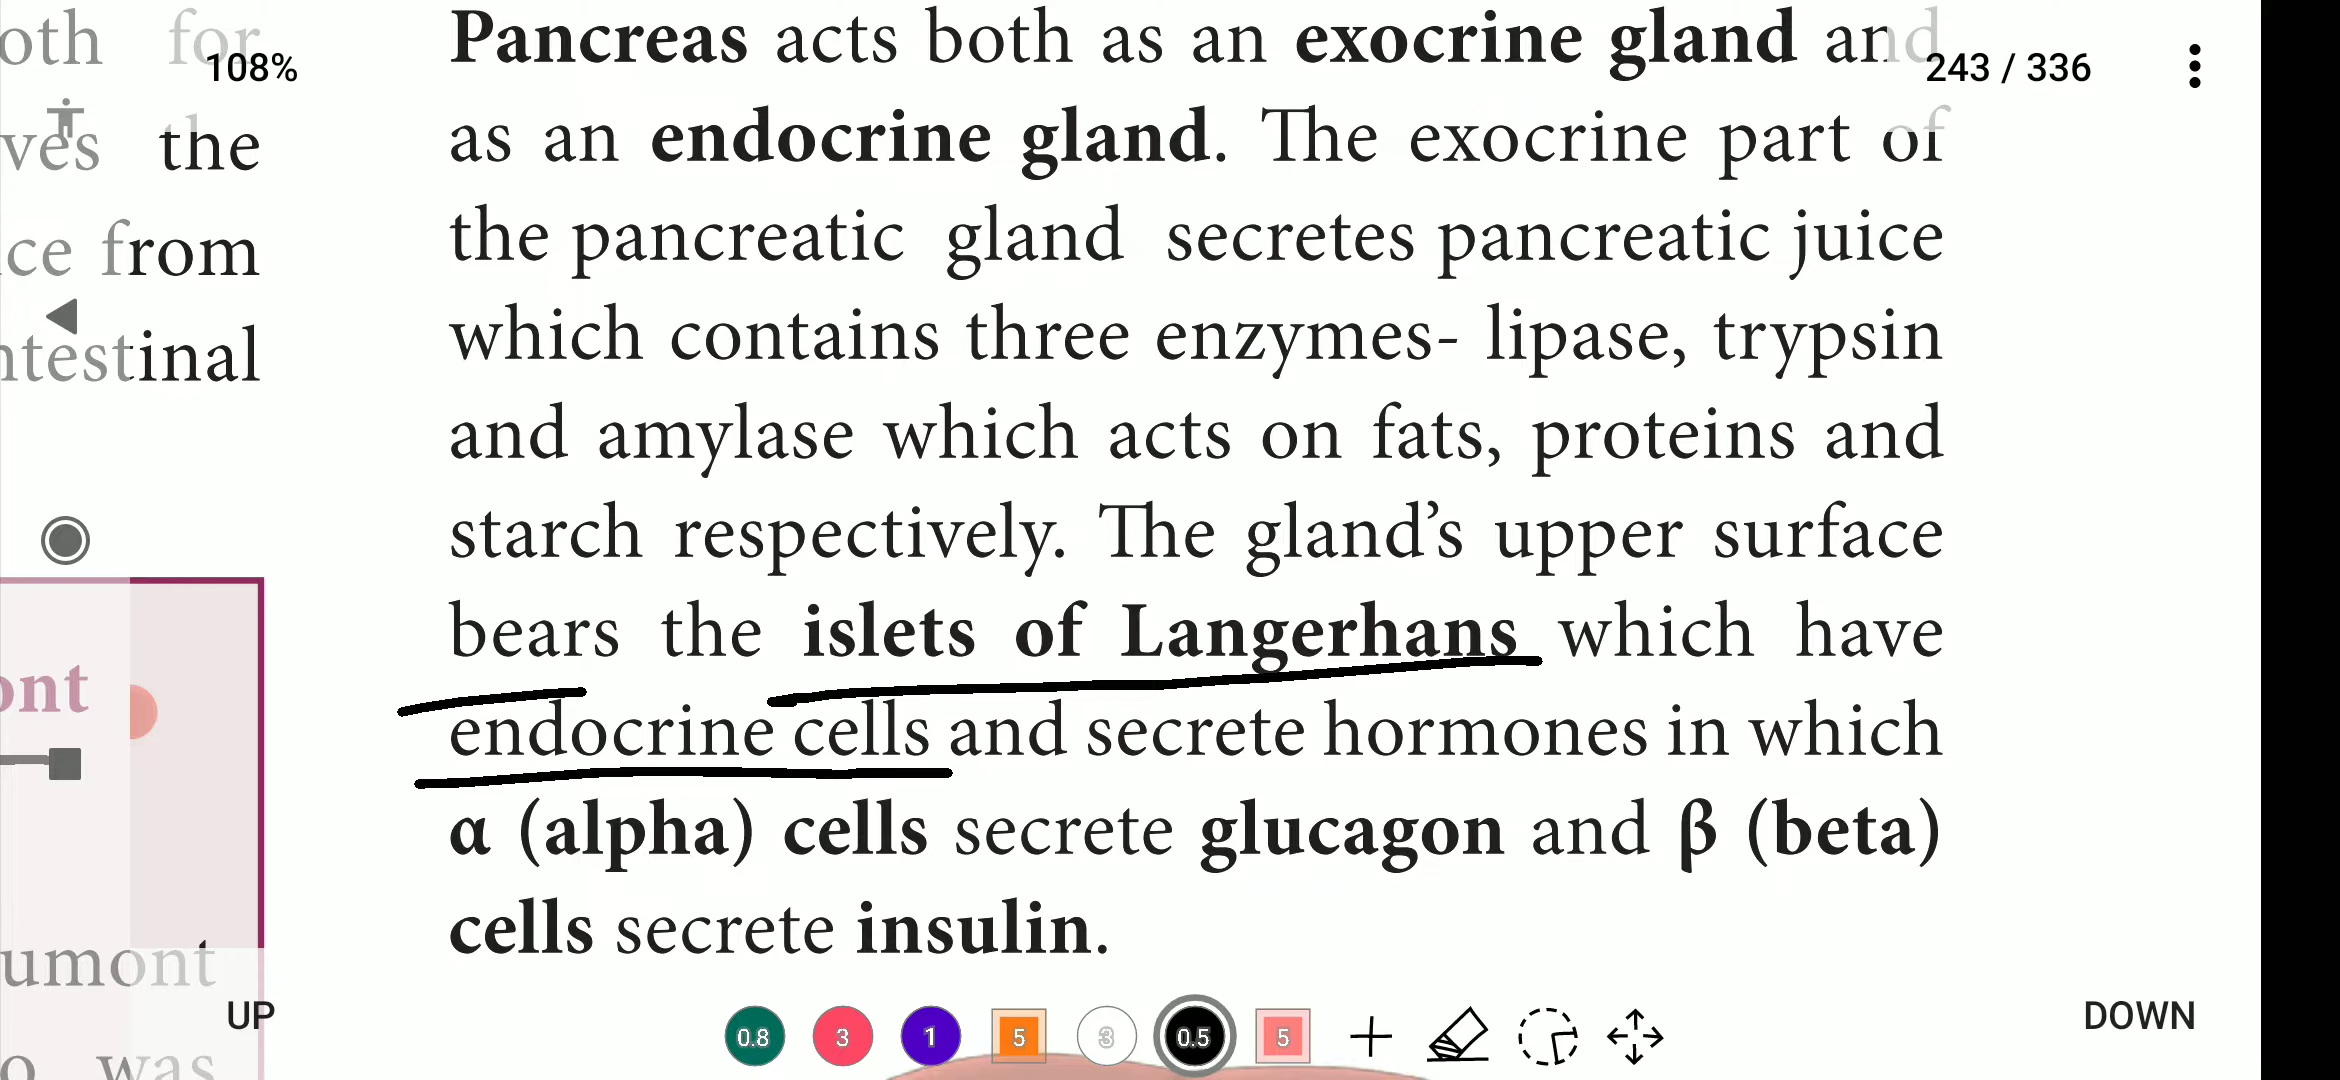 oth for
108%
ves the
ce from
ntestinal
ont
umont
UP
o was
Pancreas acts both as an exocrine gland and
243 / 336
as an endocrine gland. The exocrine part of
the pancreatic gland secretes pancreatic juice
which contains three enzymes- lipase, trypsin
and amylase which acts on fats, proteins and
starch respectively. The gland’s upper surface
bears the islets of Langerhans which have
endocrine cells and secrete hormones in which
α (alpha) cells secrete glucagon and β (beta)
cells secrete insulin.
0.8 3 1 5 3 0.5 5
DOWN